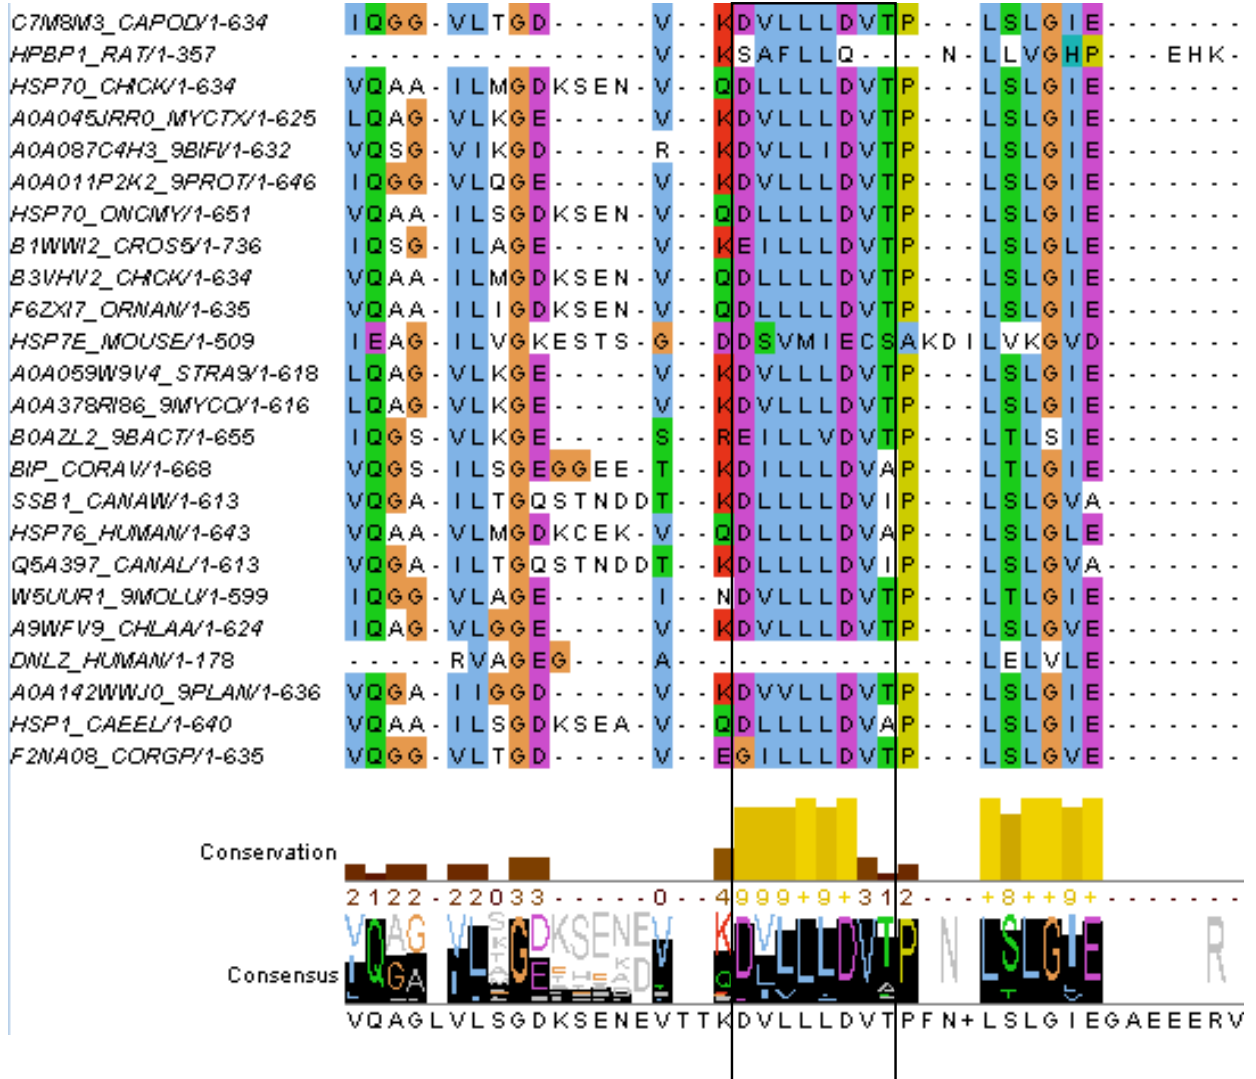 C7M8M3_CAPOD/1-634 IQGG-VLTGD-----V--KDVLLLDVTP---LSLGIE-------
HPBP1_RAT/1-357 ---------------V--KSAFLLQ----N-LLVGHP---EHK-
HSP70_CHICK/1-634 VQAA-ILMGDKSEN-V--QDLLLLDVTP---LSLGIE-------
A0A045JRR0_MYCTX/1-625 LQAG-VLKGE-----V--KDVLLLDVTP---LSLGIE-------
A0A087C4H3_9BIFI/1-632 VQSG-VIKGD-----R--KDVLLIDVTP---LSLGIE-------
A0A011P2K2_9PROT/1-646 IQGG-VLQGE-----V--KDVLLLDVTP---LSLGIE-------
HSP70_ONCMY/1-651 VQAA-ILSGDKSEN-V--QDLLLLDVTP---LSLGIE-------
B1WWI2_CROS5/1-736 IQSG-ILAGE-----V--KEILLLDVTP---LSLGLE-------
B3VHV2_CHICK/1-634 VQAA-ILMGDKSEN-V--QDLLLLDVTP---LSLGIE-------
F6ZXI7_ORNAN/1-635 VQAA-ILIGDKSEN-V--QDLLLLDVTP---LSLGIE-------
HSP7E_MOUSE/1-509 IEAG-ILVGKESTS-G--DDSVMIECSAKDILVKGVD-------
A0A059W9V4_STRA9/1-618 LQAG-VLKGE-----V--KDVLLLDVTP---LSLGIE-------
A0A378RI86_9MYCO/1-616 LQAG-VLKGE-----V--KDVLLLDVTP---LSLGIE-------
B0AZL2_9BACT/1-655 IQGS-VLKGE-----S--REILLVDVTP---LTLSIE-------
BIP_CORAV/1-668 VQGS-ILSGEGGEE-T--KDILLLDVAP---LTLGIE-------
SSB1_CANAW/1-613 VQGA-ILTGQSTNDDT--KDLLLLDVIP---LSLGVA-------
HSP76_HUMAN/1-643 VQAA-VLMGDKCEK-V--QDLLLLDVAP---LSLGLE-------
Q5A397_CANAL/1-613 VQGA-ILTGQSTNDDT--KDLLLLDVIP---LSLGVA-------
W5UUR1_9MOLU/1-599 IQGG-VLAGE-----I--NDVLLLDVTP---LTLGIE-------
A9WFV9_CHLAA/1-624 IQAG-VLGGE-----V--KDVLLLDVTP---LSLGVE-------
DNLZ_HUMAN/1-178 -----RVAGEG----A---------------LELVLE-------
A0A142WWJ0_9PLAN/1-636 VQGA-IIGGD-----V--KDVVLLDVTP---LSLGIE-------
HSP1_CAEEL/1-640 VQAA-ILSGDKSEA-V--QDLLLLDVAP---LSLGIE-------
F2NA08_CORGP/1-635 VQGG-VLTGD-----V--EGILLLDVTP---LSLGVE-------
Conservation
2122-22033-----0--4999+9+312---+8++9+-------
Consensus
VQAGLVLSGDKSENEVTTKDVLLLDVTPFN+LSLGIEGAEEERV